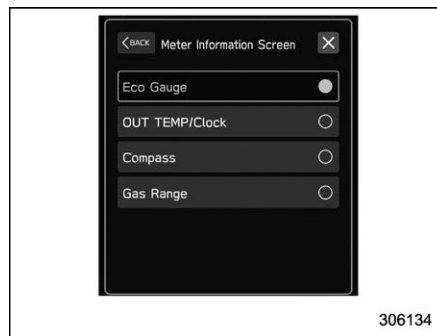 BACK Meter Information Screen
Eco Gauge
OUT TEMP/Clock
Compass
Gas Range
306134